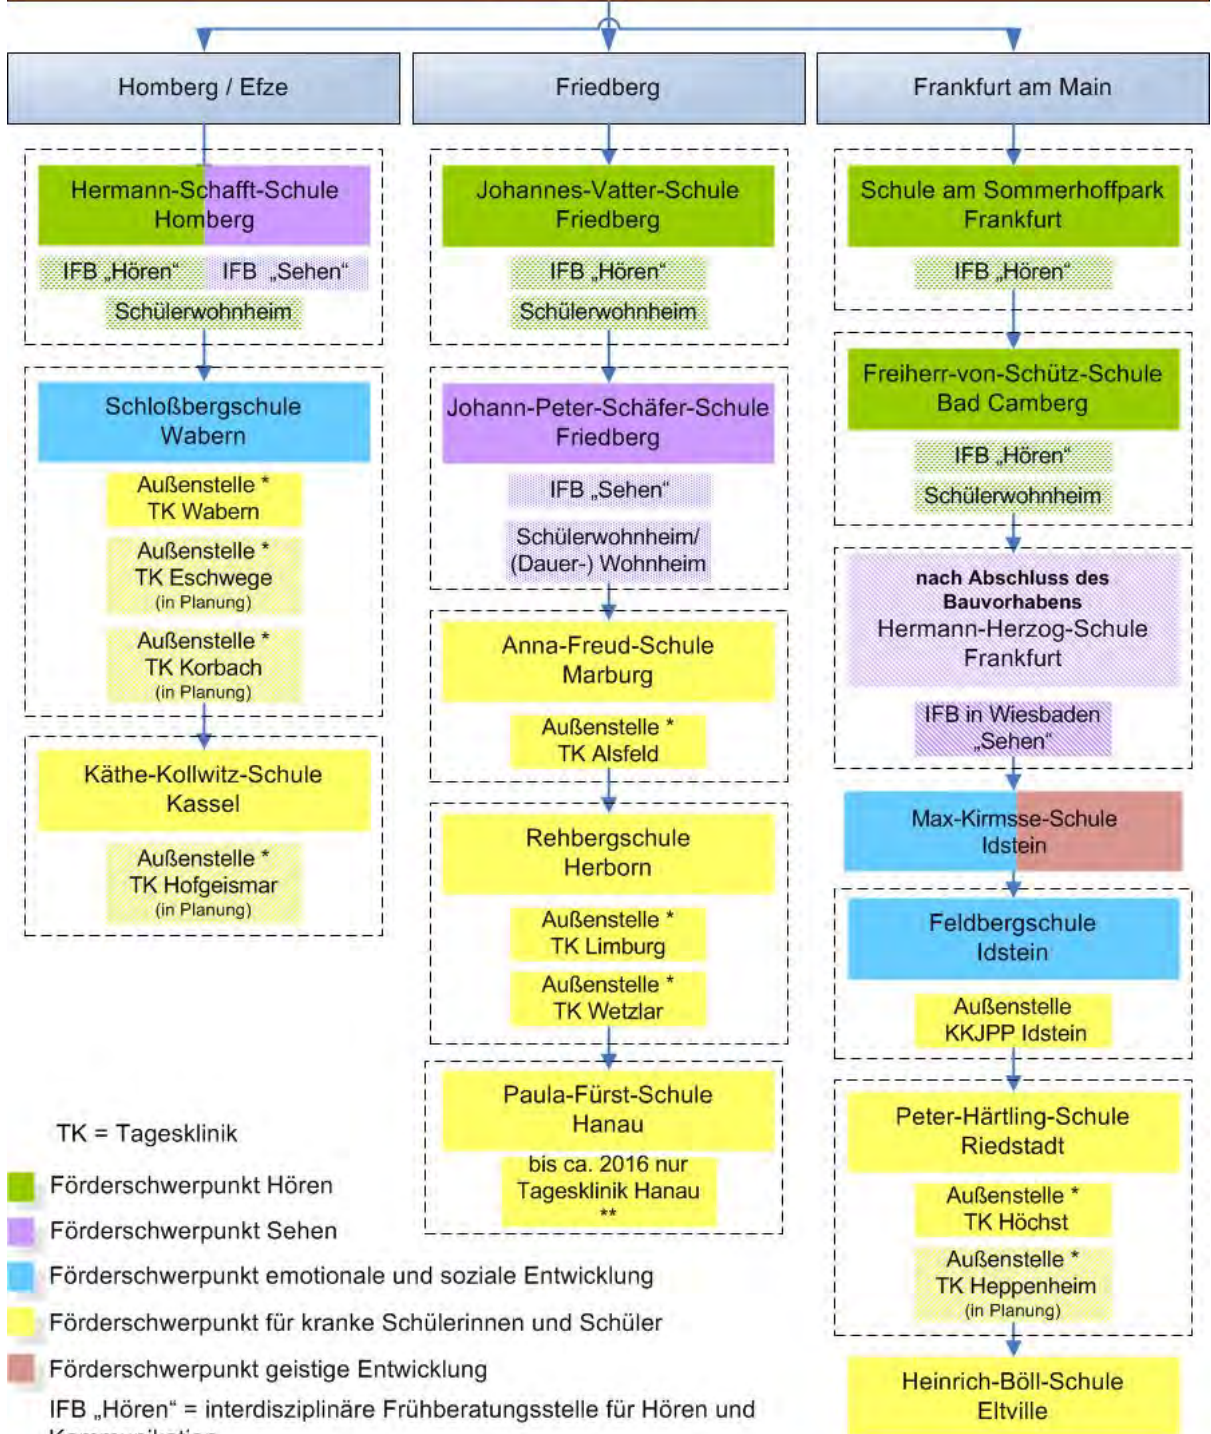 Homberg / Efze
Hermann-Schafft-Schule
Homberg
IFB „Hören“
IFB „Sehen“
Schülerwohnheim
Schloßbergschule
Wabern
Außenstelle *
TK Wabern
Außenstelle *
TK Eschwege
(in Planung)
Außenstelle *
TK Korbach
(in Planung)
Käthe-Kollwitz-Schule
Kassel
Außenstelle *
TK Hofgeismar
(in Planung)
Friedberg
Johannes-Vatter-Schule
Friedberg
IFB „Hören“
Schülerwohnheim
Johann-Peter-Schäfer-Schule
Friedberg
IFB „Sehen“
Schülerwohnheim/
(Dauer-) Wohnheim
Anna-Freud-Schule
Marburg
Außenstelle *
TK Alsfeld
Rehbergschule
Herborn
Außenstelle *
TK Limburg
Außenstelle *
TK Wetzlar
Paula-Fürst-Schule
Hanau
bis ca. 2016 nur
Tagesklinik Hanau
**
Frankfurt am Main
Schule am Sommerhoffpark
Frankfurt
IFB „Hören“
Freiherr-von-Schütz-Schule
Bad Camberg
IFB „Hören“
Schülerwohnheim
nach Abschluss des
Bauvorhabens
Hermann-Herzog-Schule
Frankfurt
IFB in Wiesbaden
„Sehen“
Max-Kirmsse-Schule
Idstein
Feldbergschule
Idstein
Außenstelle
KKJPP Idstein
Peter-Härtling-Schule
Riedstadt
Außenstelle *
TK Höchst
Außenstelle *
TK Heppenheim
(in Planung)
Heinrich-Böll-Schule
Eltville
TK = Tagesklinik
Förderschwerpunkt Hören
Förderschwerpunkt Sehen
Förderschwerpunkt emotionale und soziale Entwicklung
Förderschwerpunkt für kranke Schülerinnen und Schüler
Förderschwerpunkt geistige Entwicklung
IFB „Hören“ = interdisziplinäre Frühberatungsstelle für Hören und